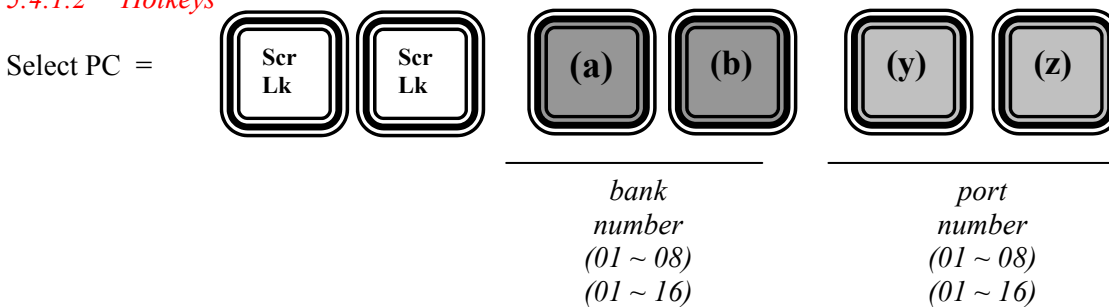 5.4.1.2 Hotkeys
Select PC = Scr Lk Scr Lk (a) (b) (y) (z)
bank number (01 ~ 08) (01 ~ 16)
port number (01 ~ 08) (01 ~ 16)